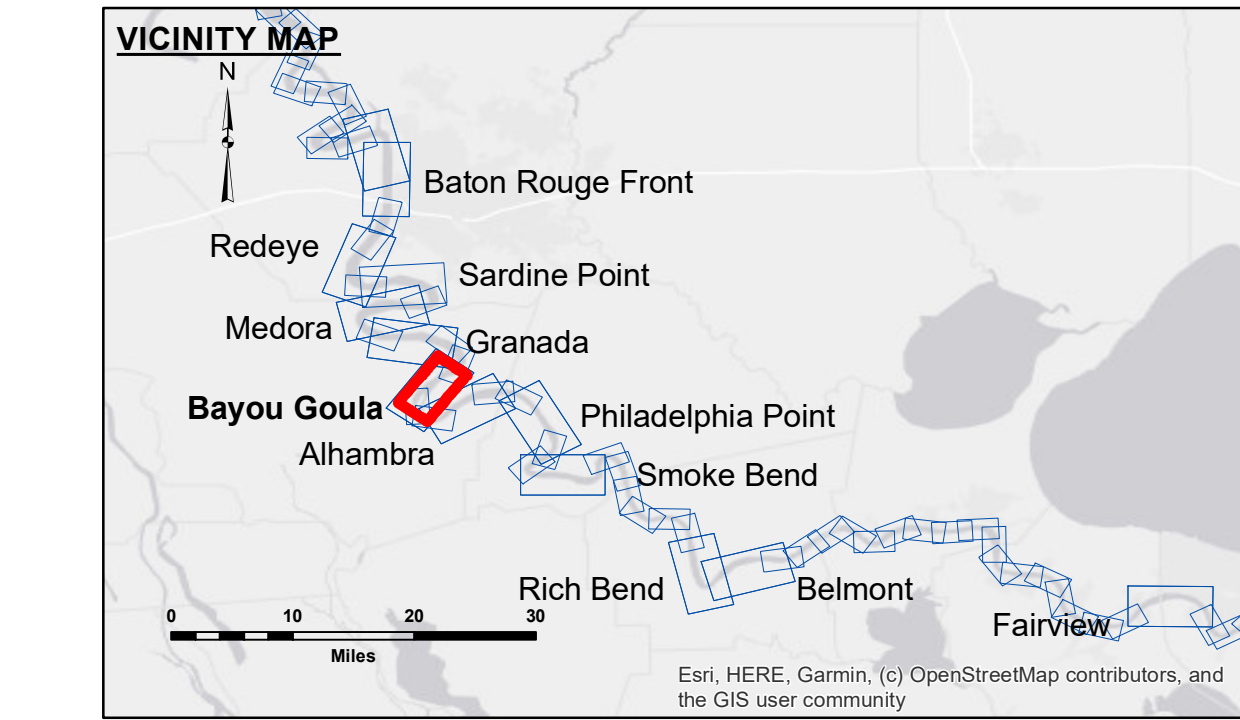 VICINITY MAP
N
Baton Rouge Front
Redeye
Sardine Point
Medora
Granada
Bayou Goula
Philadelphia Point
Alhambra
Smoke Bend
Rich Bend
Belmont
Fairview
0 10 20 30
Miles
Esri, HERE, Garmin, (c) OpenStreetMap contributors, and
the GIS user community